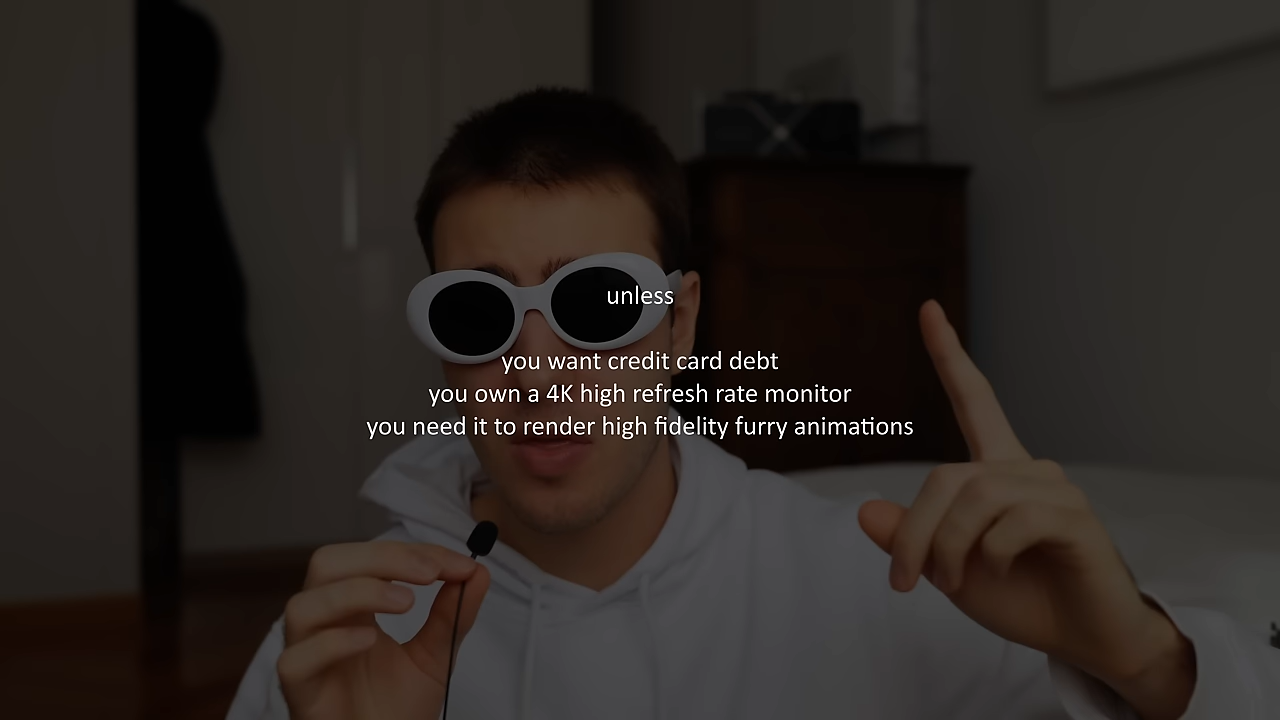 unless
you want credit card debt
you own a 4K high refresh rate monitor
you need it to render high fidelity furry animations